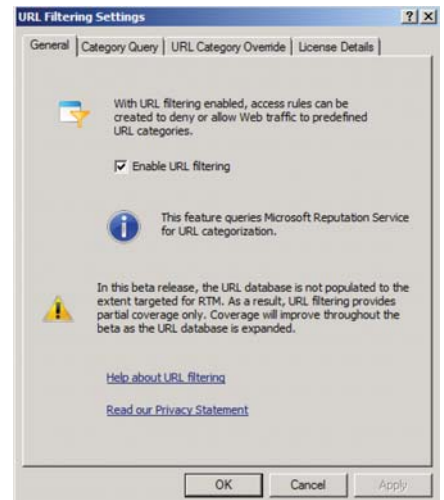 URL Filtering Settings
General
Category Query
URL Category Override
License Details
With URL filtering enabled, access rules can be
created to deny or allow Web traffic to predefined
URL categories.
Enable URL filtering
This feature queries Microsoft Reputation Service
for URL categorization.
In this beta release, the URL database is not populated to the
extent targeted for RTM. As a result, URL filtering provides
partial coverage only. Coverage will improve throughout the
beta as the URL database is expanded.
Help about URL filtering
Read our Privacy Statement
OK
Cancel
Apply